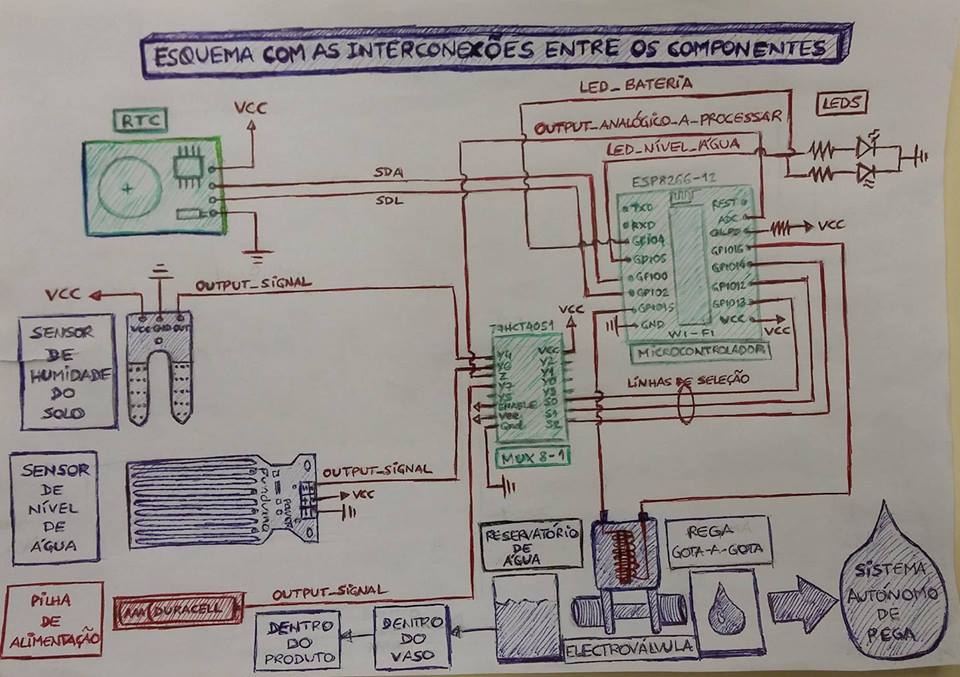 ESQUEMA COM AS INTERCONEXÕES ENTRE OS COMPONENTES
LED_BATERIA
LEDS
RTC
VCC
OUTPUT_ANALÓGICO_A_PROCESSAR
LED_NÍVEL_ÁGUA
SDA
SDL
ESP8266-12
TXD
RXD
GPIO4
GPIO5
GPIO0
GPIO2
GPIO15
GND
REST
ADC
GPIO16
GPIO14
GPIO12
GPIO13
VCC
VCC
VCC
WI-FI
MICROCONTROLADOR
OUTPUT_SIGNAL
VCC
VCC GND OUT
SENSOR
DE
HUMIDADE
DO
SOLO
74HCT4051
VCC
Y4
Y6
Z
Y7
Y5
ENABLE
VEE
Gnd
VCC
Y2
Y1
Y0
Y3
S0
S1
S2
MUX 8-1
LINHAS DE SELEÇÃO
SENSOR
DE
NÍVEL
DE
ÁGUA
OUTPUT_SIGNAL
VCC
RESERVATÓRIO
DE
ÁGUA
REGA
GOTA-A-GOTA
SISTEMA
AUTÓNOMO
DE
REGA
PILHA
DE
ALIMENTAÇÃO
AAA DURACELL
OUTPUT_SIGNAL
DENTRO
DO
PRODUTO
DENTRO
DO
VASO
ELECTROVÁLVULA